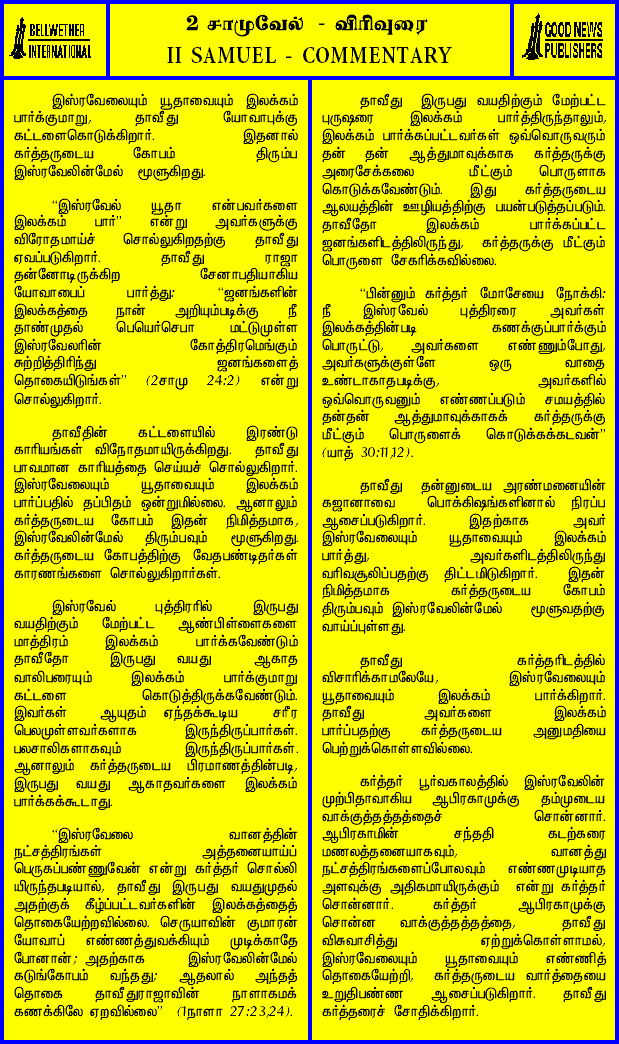 BELLWETHER
INTERNATIONAL
2 சாமுவேல் - விரிவுரை
II SAMUEL - COMMENTARY
GOOD NEWS
PUBLISHERS
இஸ்ரவேலையும் யூதாவையும் இலக்கம்
பார்க்குமாறு, தாவீது யோவாபுக்கு
கட்டளைகொடுக்கிறார். இதனால்
கர்த்தருடைய கோபம் திரும்ப
இஸ்ரவேலின்மேல் மூளுகிறது.
“இஸ்ரவேல் யூதா என்பவர்களை
இலக்கம் பார்” என்று அவர்களுக்கு
விரோதமாய்ச் சொல்லுகிறதற்கு தாவீது
ஏவப்படுகிறார். தாவீது ராஜா
தன்னோடிருக்கிற சேனாபதியாகிய
யோவாபைப் பார்த்து: “ஜனங்களின்
இலக்கத்தை நான் அறியும்படிக்கு நீ
தாண்முதல் பெயெர்செபா மட்டுமுள்ள
இஸ்ரவேலரின் கோத்திரமெங்கும்
சுற்றித்திரிந்து ஜனங்களைத்
தொகையிடுங்கள்” (2சாமு 24:2) என்று
சொல்லுகிறார்.
தாவீதின் கட்டளையில் இரண்டு
காரியங்கள் விநோதமாயிருக்கிறது. தாவீது
பாவமான காரியத்தை செய்யச் சொல்லுகிறார்.
இஸ்ரவேலையும் யூதாவையும் இலக்கம்
பார்ப்பதில் தப்பிதம் ஒன்றுமில்லை. ஆனாலும்
கர்த்தருடைய கோபம் இதன் நிமித்தமாக,
இஸ்ரவேலின்மேல் திரும்பவும் மூளுகிறது.
கர்த்தருடைய கோபத்திற்கு வேதபண்டிதர்கள்
காரணங்களை சொல்லுகிறார்கள்.
இஸ்ரவேல் புத்திரரில் இருபது
வயதிற்கும் மேற்பட்ட ஆண்பிள்ளைகளை
மாத்திரம் இலக்கம் பார்க்கவேண்டும்
தாவீதோ இருபது வயது ஆகாத
வாலிபரையும் இலக்கம் பார்க்குமாறு
கட்டளை கொடுத்திருக்கவேண்டும்.
இவர்கள் ஆயுதம் ஏந்தக்கூடிய சரீர
பெலமுள்ளவர்களாக இருந்திருப்பார்கள்.
பலசாலிகளாகவும் இருந்திருப்பார்கள்.
ஆனாலும் கர்த்தருடைய பிரமாணத்தின்படி,
இருபது வயது ஆகாதவர்களை இலக்கம்
பார்க்கக்கூடாது.
“இஸ்ரவேலை வானத்தின்
நட்சத்திரங்கள் அத்தனையாய்ப்
பெருகப்பண்ணுவேன் என்று கர்த்தர் சொல்லி
யிருந்தபடியால், தாவீது இருபது வயதுமுதல்
அதற்குக் கீழ்ப்பட்டவர்களின் இலக்கத்தைத்
தொகையேற்றவில்லை. செருயாவின் குமாரன்
யோவாப் எண்ணத்துவக்கியும் முடிக்காதே
போனான்; அதற்காக இஸ்ரவேலின்மேல்
கடுங்கோபம் வந்தது; ஆதலால் அந்தத்
தொகை தாவீதுராஜாவின் நாளாகமக்
கணக்கிலே ஏறவில்லை” (1நாளா 27:23,24).
தாவீது இருபது வயதிற்கும் மேற்பட்ட
புருஷரை இலக்கம் பார்த்திருந்தாலும்,
இலக்கம் பார்க்கப்பட்டவர்கள் ஒவ்வொருவரும்
தன் தன் ஆத்துமாவுக்காக கர்த்தருக்கு
அரைசேக்கலை மீட்கும் பொருளாக
கொடுக்கவேண்டும். இது கர்த்தருடைய
ஆலயத்தின் ஊழியத்திற்கு பயன்படுத்தப்படும்.
தாவீதோ இலக்கம் பார்க்கப்பட்ட
ஜனங்களிடத்திலிருந்து, கர்த்தருக்கு மீட்கும்
பொருளை சேகரிக்கவில்லை.
“பின்னும் கர்த்தர் மோசேயை நோக்கி:
நீ இஸ்ரவேல் புத்திரரை அவர்கள்
இலக்கத்தின்படி கணக்குப்பார்க்கும்
பொருட்டு, அவர்களை எண்ணும்போது,
அவர்களுக்குள்ளே ஒரு வாதை
உண்டாகாதபடிக்கு, அவர்களில்
ஒவ்வொருவனும் எண்ணப்படும் சமயத்தில்
தன்தன் ஆத்துமாவுக்காகக் கர்த்தருக்கு
மீட்கும் பொருளைக் கொடுக்கக்கடவன்”
(யாத் 30:11,12).
தாவீது தன்னுடைய அரண்மனையின்
கஜானாவை பொக்கிஷங்களினால் நிரப்ப
ஆசைப்படுகிறார். இதற்காக அவர்
இஸ்ரவேலையும் யூதாவையும் இலக்கம்
பார்த்து, அவர்களிடத்திலிருந்து
வரிவசூலிப்பதற்கு திட்டமிடுகிறார். இதன்
நிமித்தமாக கர்த்தருடைய கோபம்
திரும்பவும் இஸ்ரவேலின்மேல் மூளுவதற்கு
வாய்ப்புள்ளது.
தாவீது கர்த்தரிடத்தில்
விசாரிக்காமலேயே, இஸ்ரவேலையும்
யூதாவையும் இலக்கம் பார்க்கிறார்.
தாவீது அவர்களை இலக்கம்
பார்ப்பதற்கு கர்த்தருடைய அனுமதியை
பெற்றுக்கொள்ளவில்லை.
கர்த்தர் பூர்வகாலத்தில் இஸ்ரவேலின்
முற்பிதாவாகிய ஆபிரகாமுக்கு தம்முடைய
வாக்குத்தத்தத்தைச் சொன்னார்.
ஆபிரகாமின் சந்ததி கடற்கரை
மணலத்தனையாகவும், வானத்து
நட்சத்திரங்களைப்போலவும் எண்ணமுடியாத
அளவுக்கு அதிகமாயிருக்கும் என்று கர்த்தர்
சொன்னார். கர்த்தர் ஆபிரகாமுக்கு
சொன்ன வாக்குத்தத்தத்தை, தாவீது
விசுவாசித்து ஏற்றுக்கொள்ளாமல்,
இஸ்ரவேலையும் யூதாவையும் எண்ணித்
தொகையேற்றி, கர்த்தருடைய வார்த்தையை
உறுதிபண்ண ஆசைப்படுகிறார். தாவீது
கர்த்தரைச் சோதிக்கிறார்.